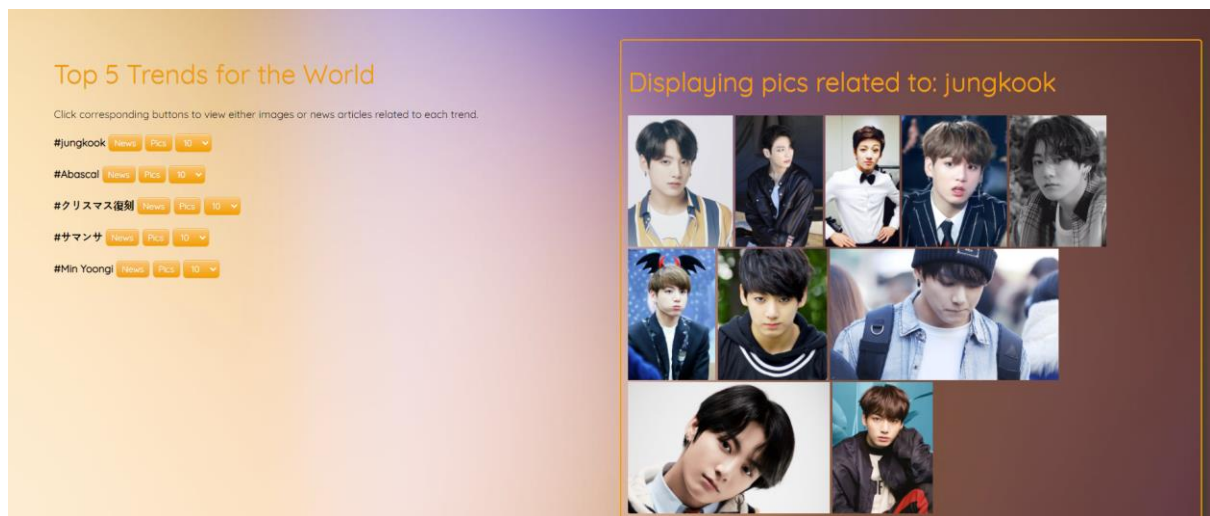 Top 5 Trends for the World
Click corresponding buttons to view either images or news articles related to each trend.
#jungkook News Pics 10
#Abascal News Pics 10
#クリスマス復刻 News Pics 10
#サマンサ News Pics 10
#Min Yoongi News Pics 10
Displaying pics related to: jungkook